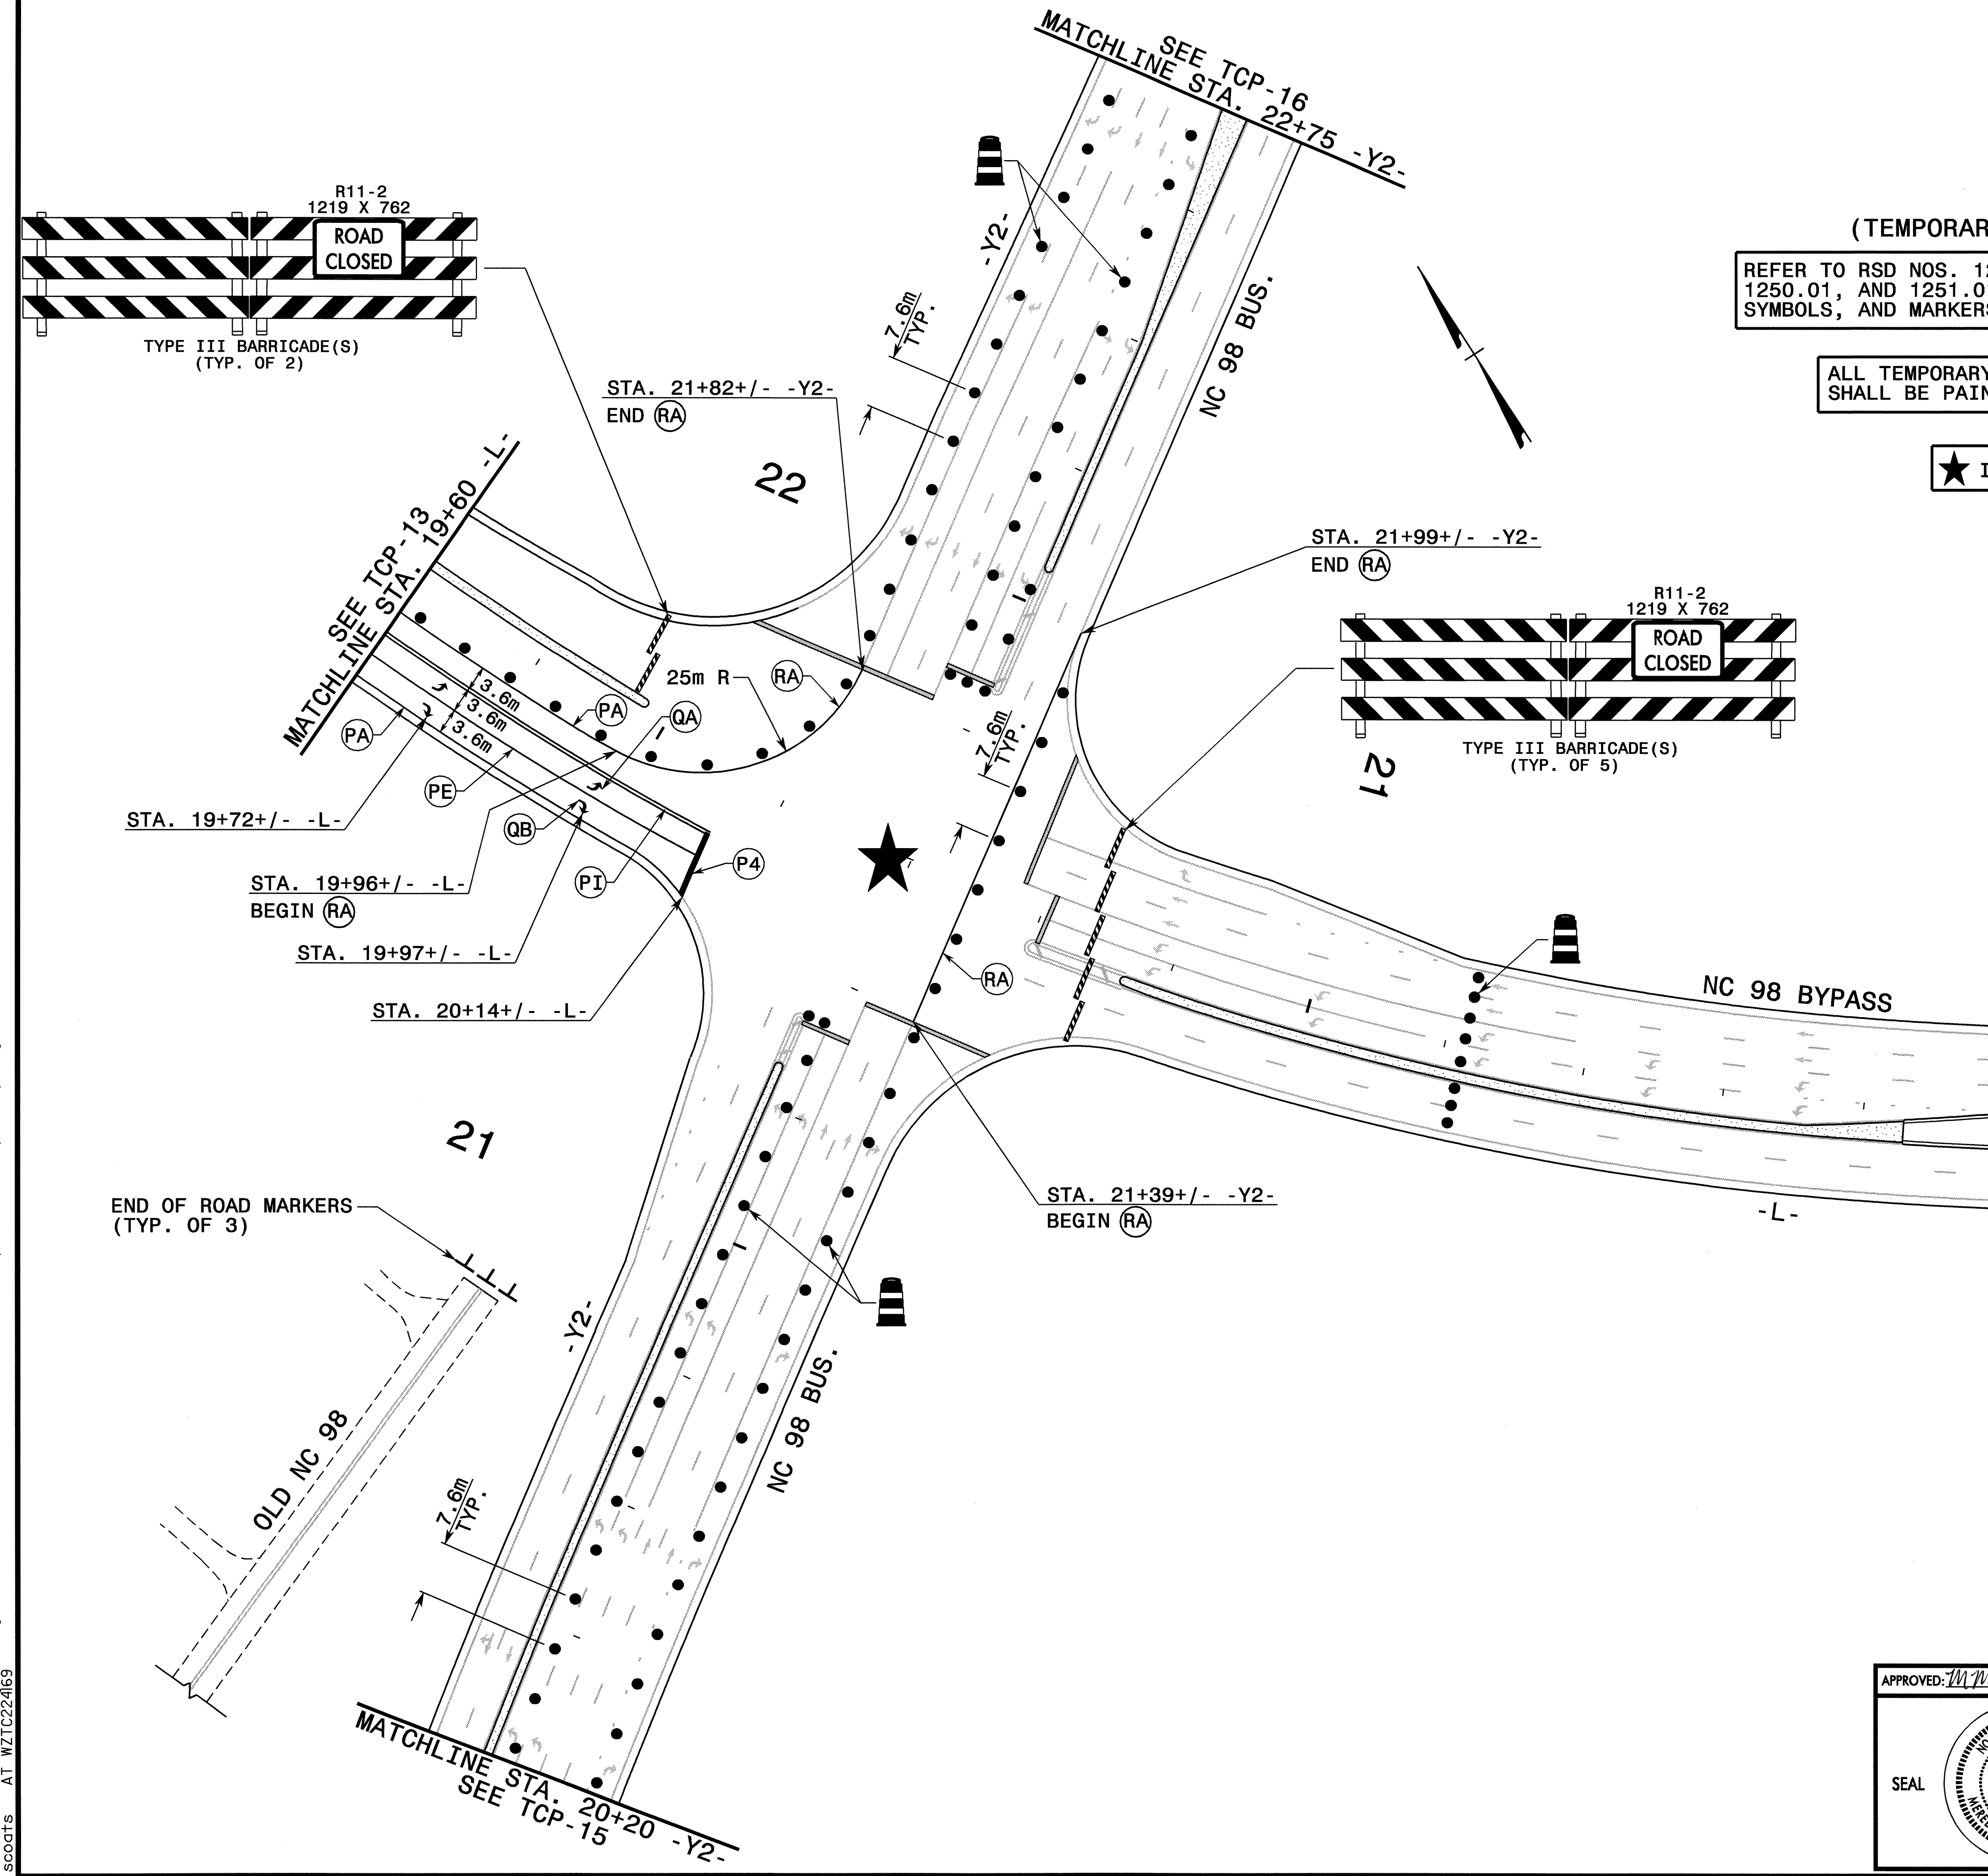 MATCHLINE STA. 22+75 -Y2-
SEE TCP-16
R11-2
1219 X 762
ROAD
CLOSED
TYPE III BARRICADE(S)
(TYP. OF 2)
-Y2-
7.6m
TYP.
NC 98 BUS.
(TEMPORAR
REFER TO RSD NOS. 12
1250.01, AND 1251.01
SYMBOLS, AND MARKERS
ALL TEMPORARY
SHALL BE PAIN
STA. 21+82+/- -Y2-
END RA
22
SEE TCP-13
MATCHLINE STA. 19+60 -L-
STA. 21+99+/- -Y2-
END RA
R11-2
1219 X 762
ROAD
CLOSED
TYPE III BARRICADE(S)
(TYP. OF 5)
21
25m R
RA
PA
QA
3.6m
3.6m
3.6m
PA
PE
QB
PI
P4
7.6m
TYP.
STA. 19+72+/- -L-
STA. 19+96+/- -L-
BEGIN RA
STA. 19+97+/- -L-
STA. 20+14+/- -L-
RA
NC 98 BYPASS
-L-
21
STA. 21+39+/- -Y2-
BEGIN RA
END OF ROAD MARKERS
(TYP. OF 3)
-Y2-
NC 98 BUS.
OLD NC 98
7.6m
TYP.
MATCHLINE STA. 20+20 -Y2-
SEE TCP-15
APPROVED:
SEAL
scoats AT WZTC224169